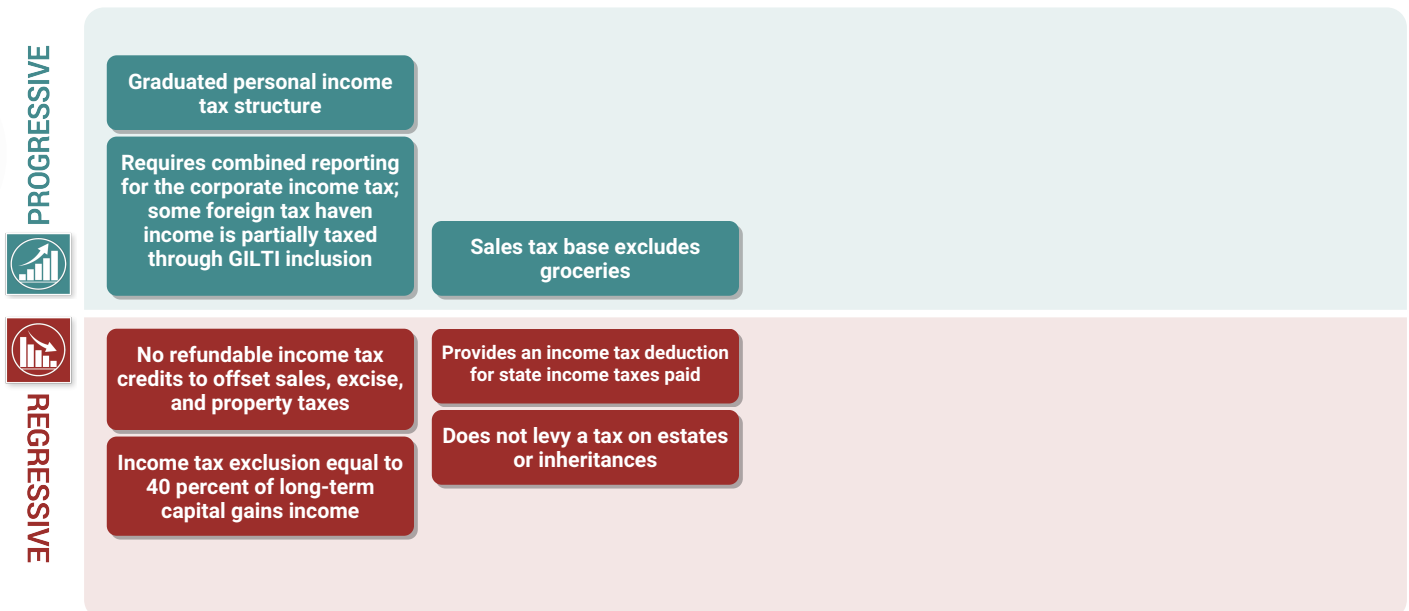 PROGRESSIVE
Graduated personal income
tax structure
Requires combined reporting
for the corporate income tax;
some foreign tax haven
income is partially taxed
through GILTI inclusion
Sales tax base excludes
groceries
REGRESSIVE
No refundable income tax
credits to offset sales, excise,
and property taxes
Income tax exclusion equal to
40 percent of long-term
capital gains income
Provides an income tax deduction
for state income taxes paid
Does not levy a tax on estates
or inheritances